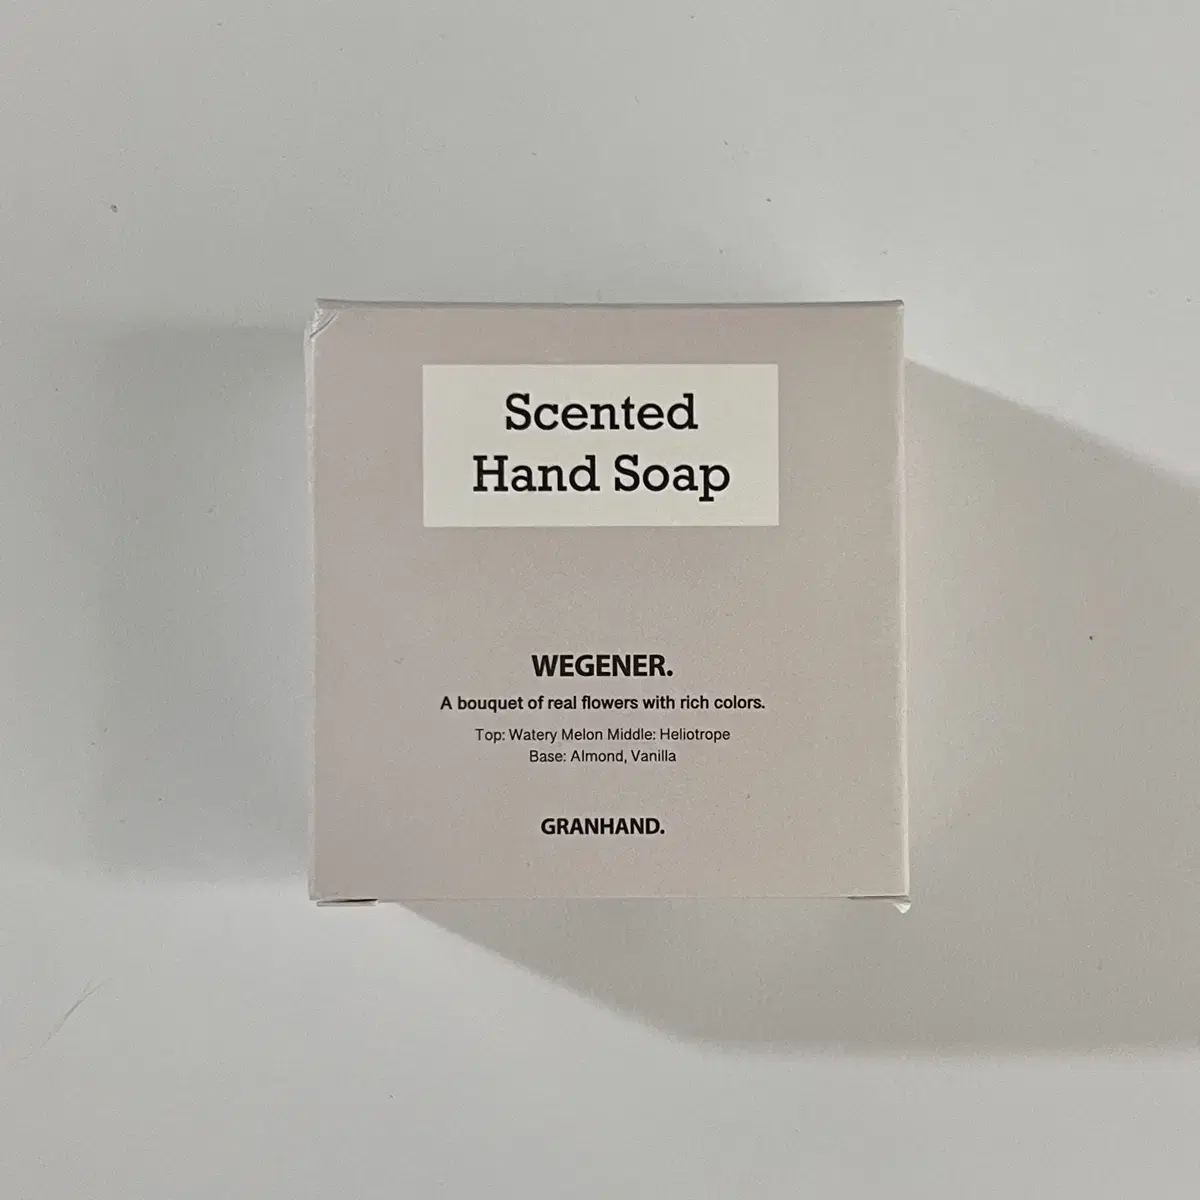 Scented
Hand Soap
WEGENER.
A bouquet of real flowers with rich colors.
Top: Watery Melon Middle: Heliotrope
Base: Almond, Vanilla
GRANHAND.